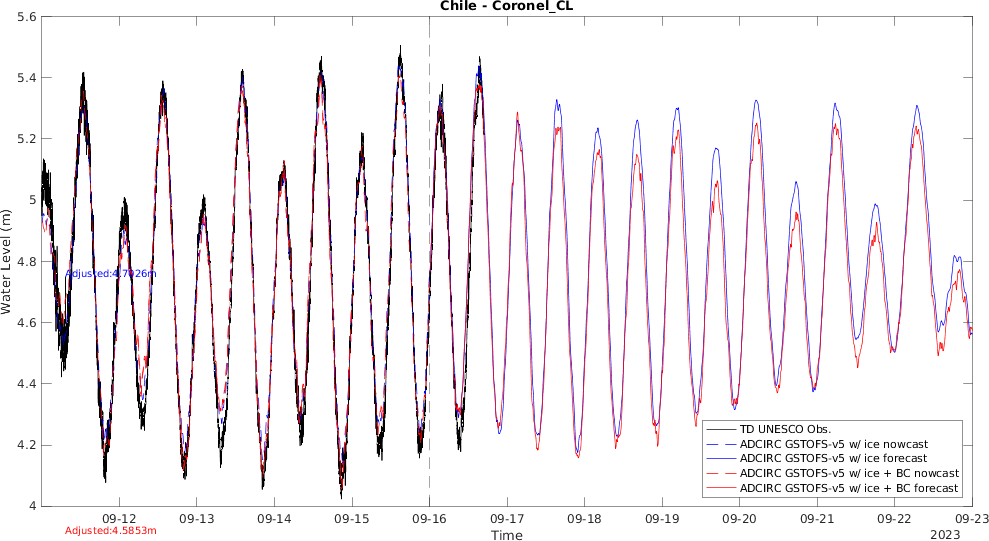 Chile - Coronel_CL
5.6
5.4
5.2
5
4.8
4.6
4.4
4.2
4
Water Level (m)
Adjusted:4.7926m
TD UNESCO Obs.
ADCIRC GSTOFS-v5 w/ ice nowcast
ADCIRC GSTOFS-v5 w/ ice forecast
ADCIRC GSTOFS-v5 w/ ice + BC nowcast
ADCIRC GSTOFS-v5 w/ ice + BC forecast
09-12 09-13 09-14 09-15 09-16 09-17 09-18 09-19 09-20 09-21 09-22 09-23
Adjusted:4.5853m
Time
2023